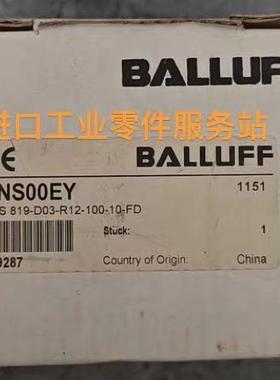 BALLUFF
进口工业零件服务站
CE
BALLUFF
NS00EY
1151
S 819-D03-R12-100-10-FD
Stück:
1
9287
Country of Origin:
China